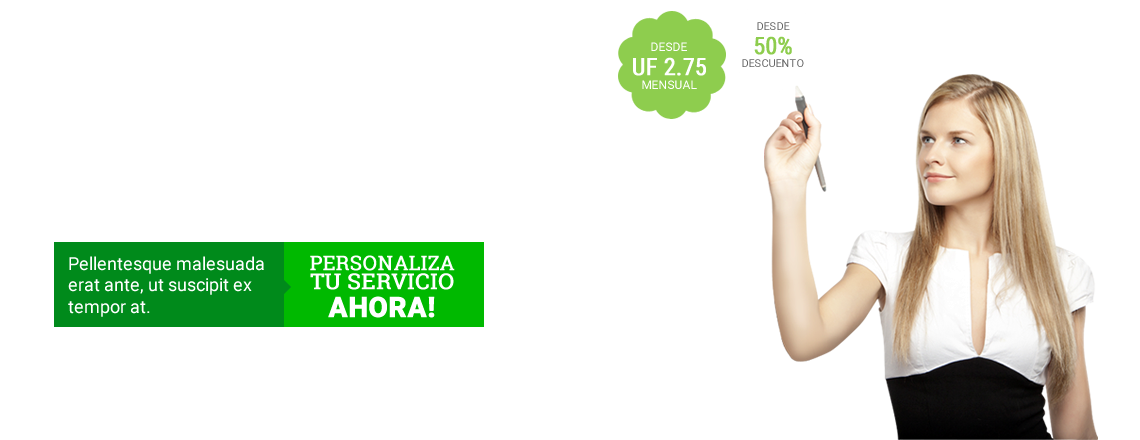 DESDE
UF 2.75
MENSUAL
DESDE
50%
DESCUENTO
Pellentesque malesuada
erat ante, ut suscipit ex
tempor at.
PERSONALIZA
TU SERVICIO
AHORA!